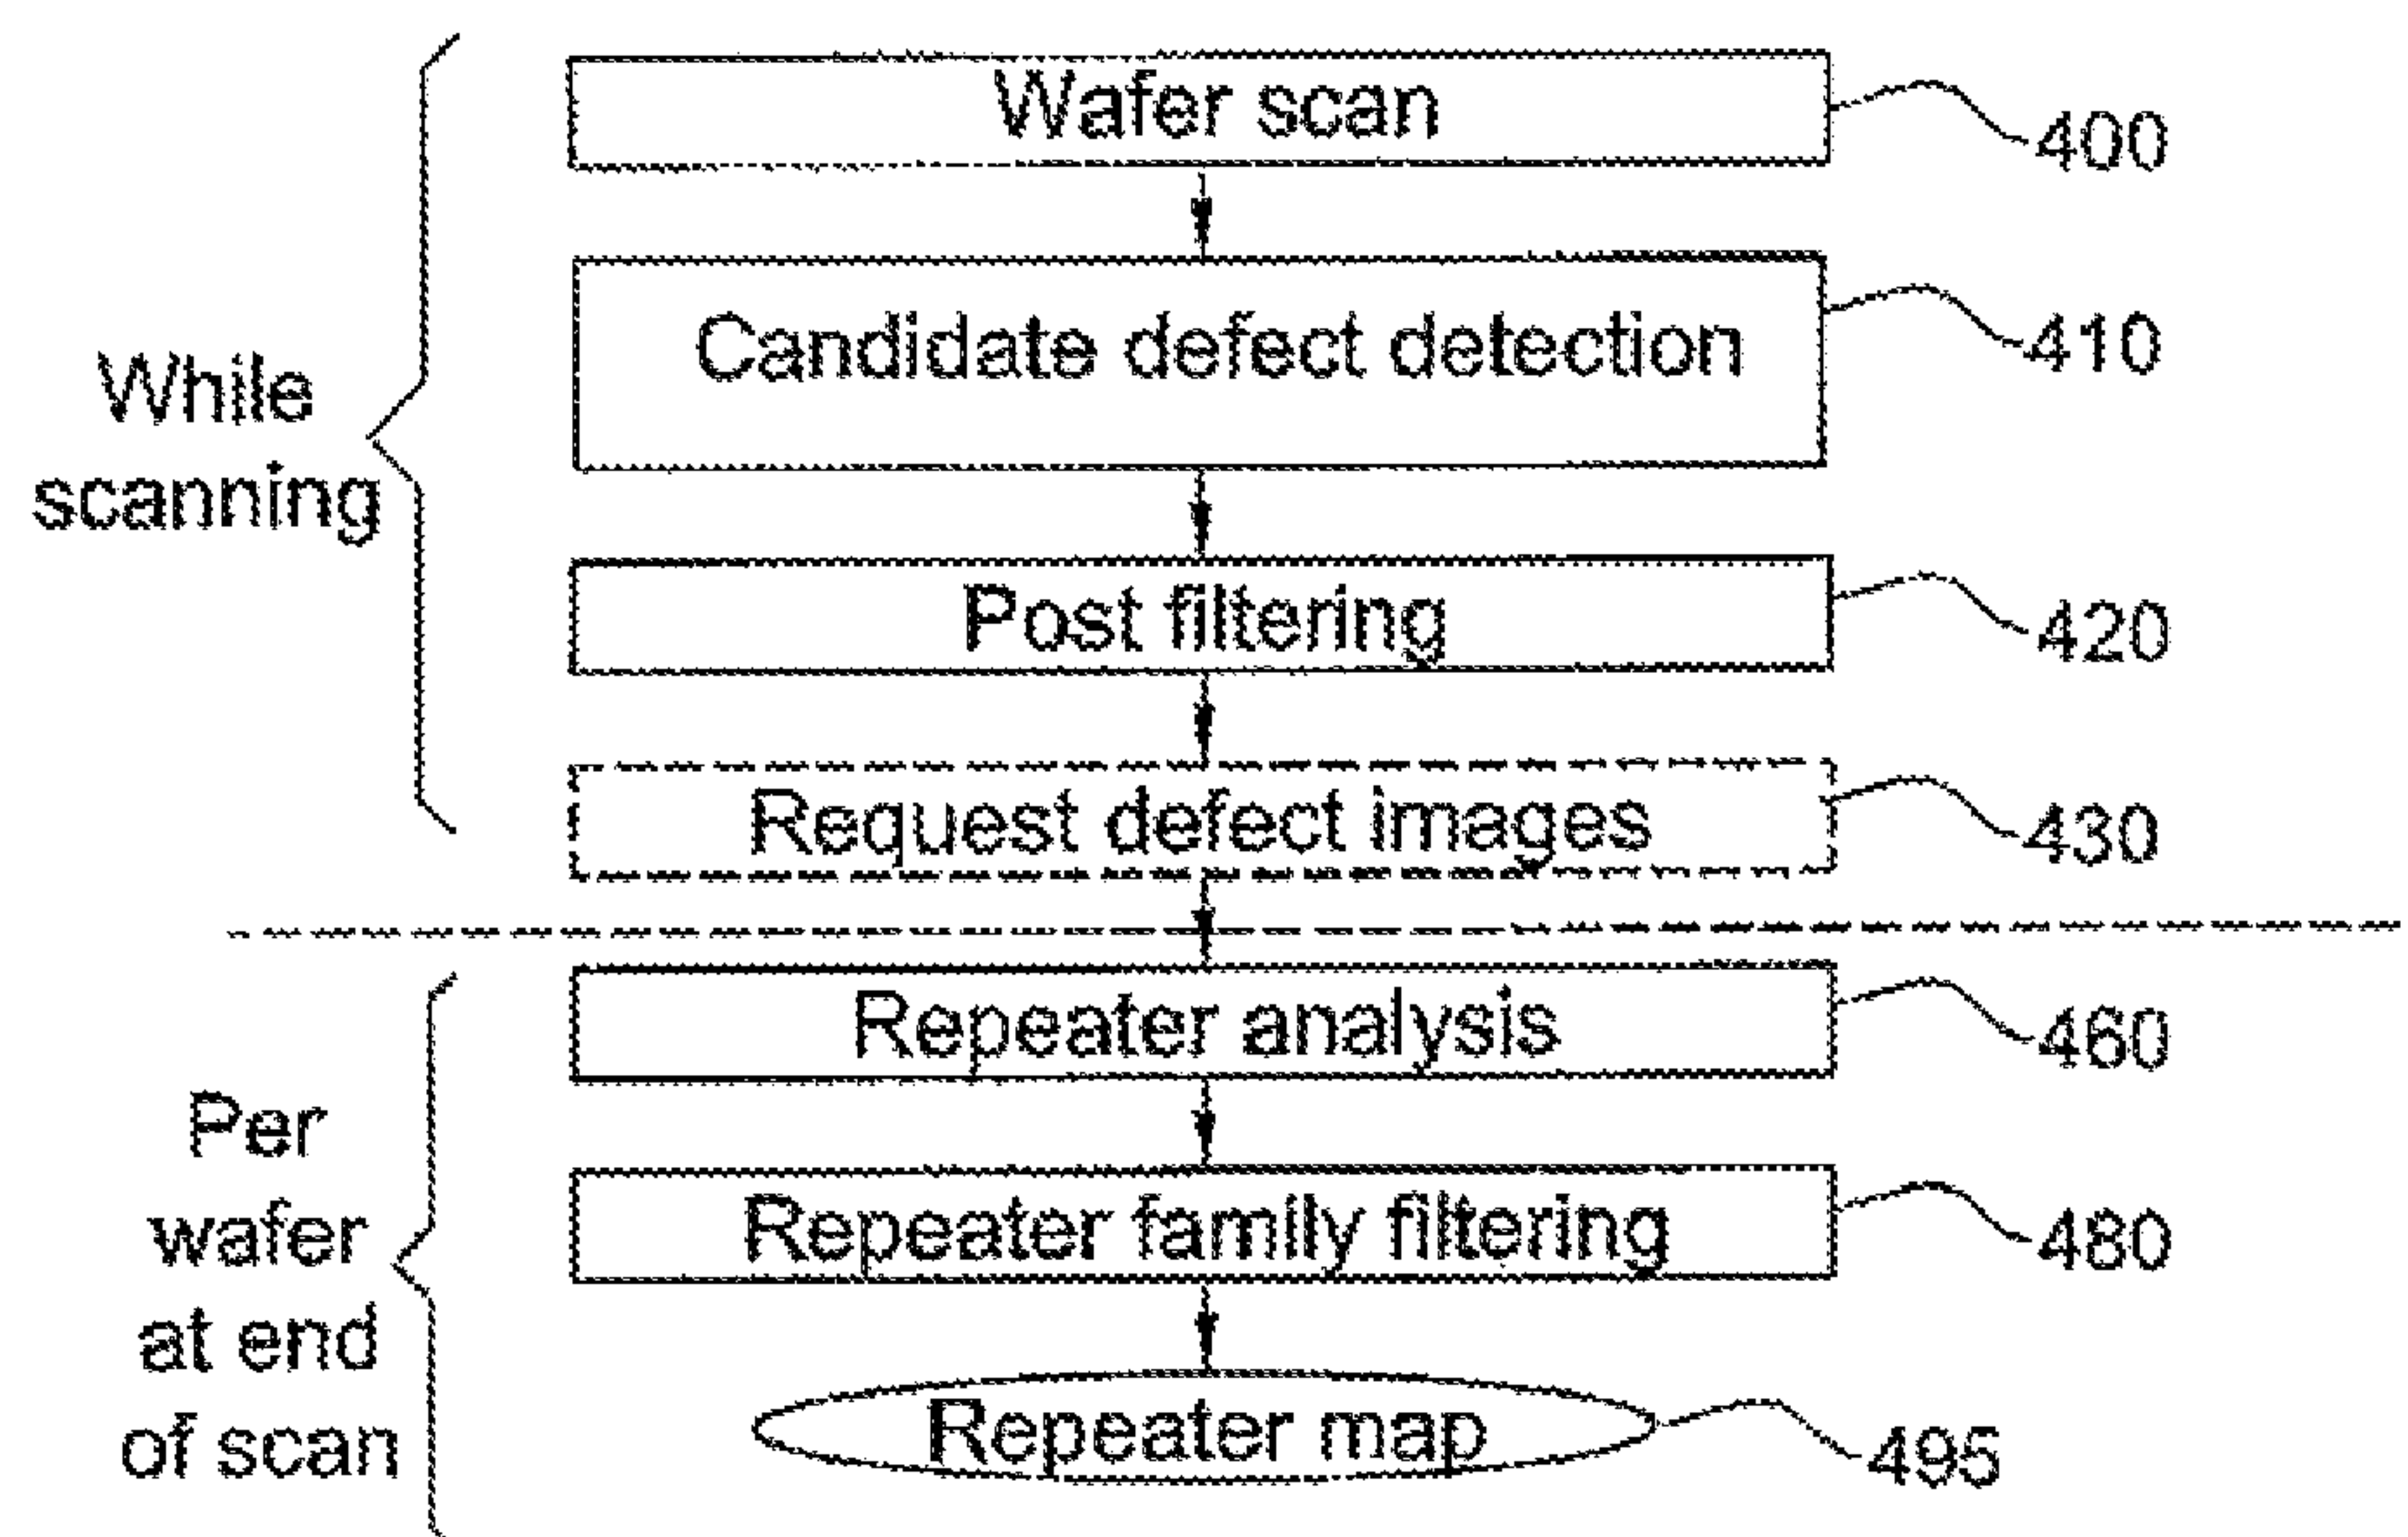 Wafer scan
400
Candidate defect detection
410
While
scanning
Post filtering
420
Request defect images
430
Repeater analysis
460
Per
wafer
at end
of scan
Repeater family filtering
480
Repeater map
495